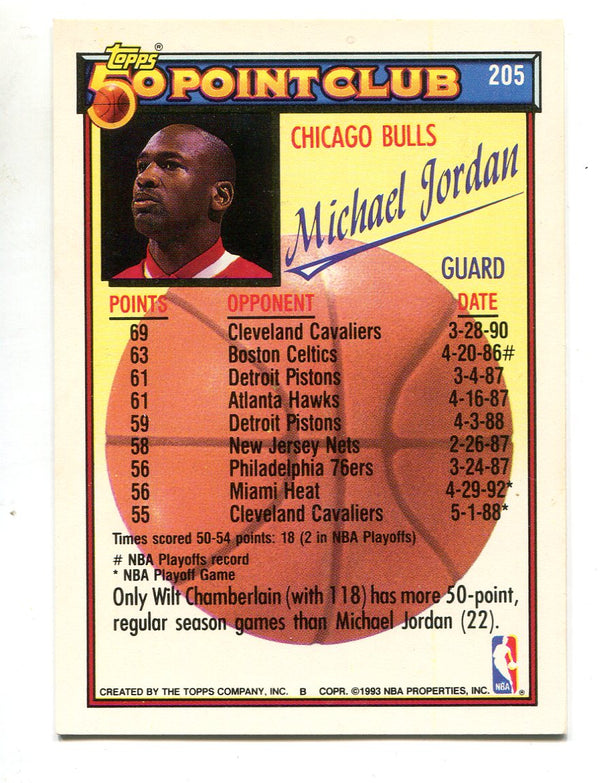 Topps ®
50 POINT CLUB 205
CHICAGO BULLS
Michael Jordan
GUARD
POINTS OPPONENT DATE
69 Cleveland Cavaliers 3-28-90
63 Boston Celtics 4-20-86#
61 Detroit Pistons 3-4-87
61 Atlanta Hawks 4-16-87
59 Detroit Pistons 4-3-88
58 New Jersey Nets 2-26-87
56 Philadelphia 76ers 3-24-87
56 Miami Heat 4-29-92*
55 Cleveland Cavaliers 5-1-88*
Times scored 50-54 points: 18 (2 in NBA Playoffs)
# NBA Playoffs record
* NBA Playoff Game
Only Wilt Chamberlain (with 118) has more 50-point,
regular season games than Michael Jordan (22).
NBA ®
CREATED BY THE TOPPS COMPANY, INC. B COPR. ©1993 NBA PROPERTIES, INC.